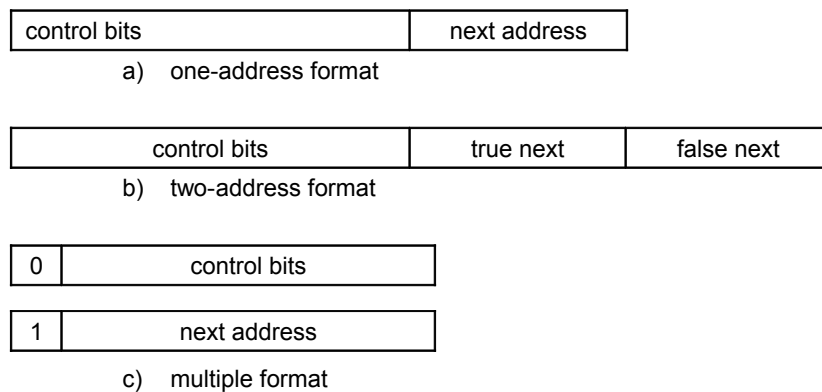 control bits next address
a) one-address format
control bits true next false next
b) two-address format
0 control bits
1 next address
c) multiple format